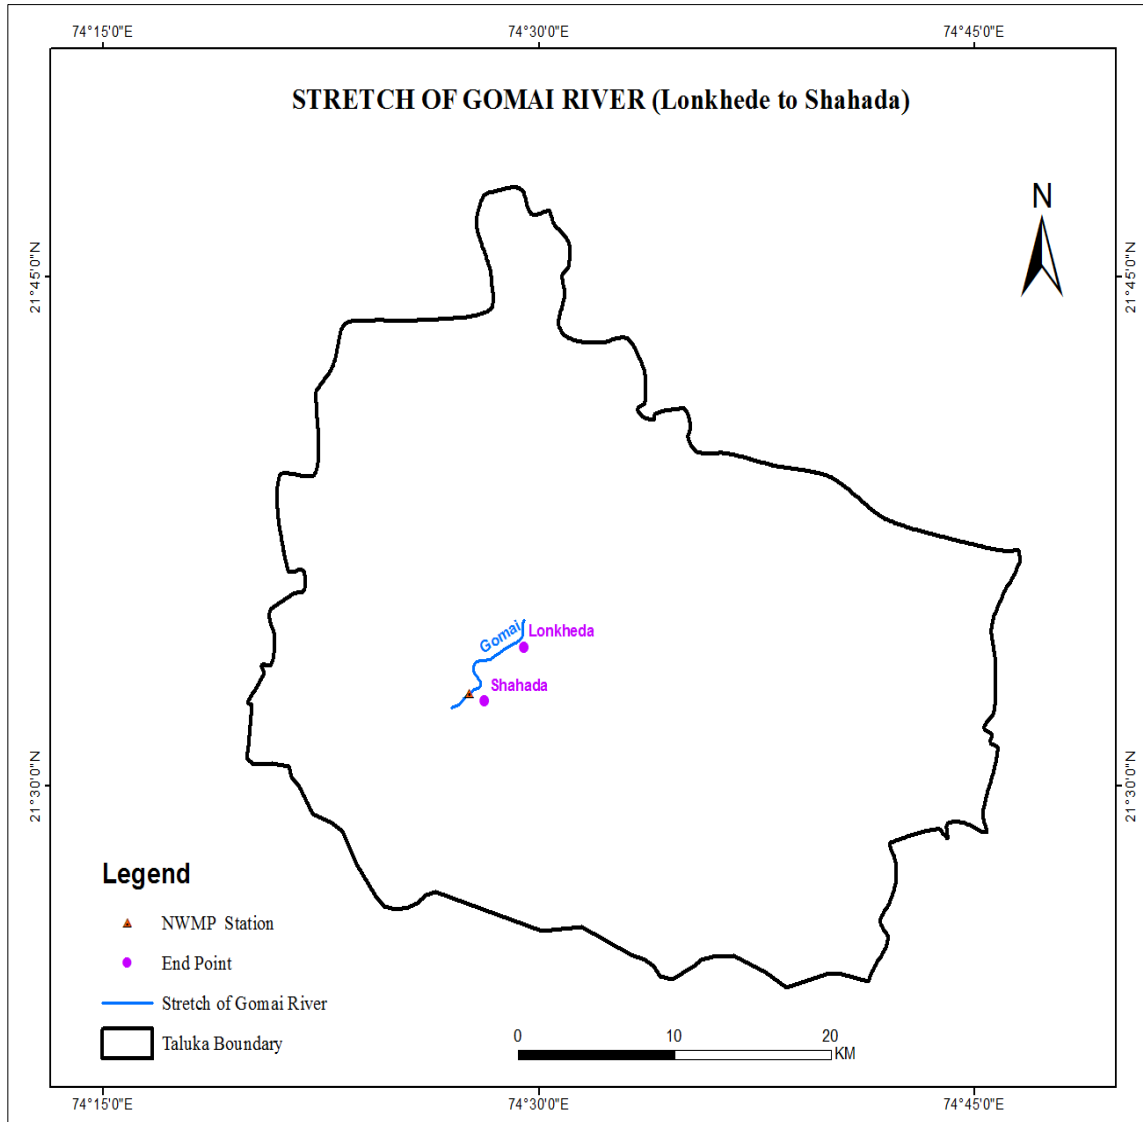 74°15'0"E 74°30'0"E 74°45'0"E
STRETCH OF GOMAI RIVER (Lonkhede to Shahada)
N
21°45'0"N 21°45'0"N
Gomai
Lonkheda
Shahada
21°30'0"N 21°30'0"N
Legend
NWMP Station
End Point
Stretch of Gomai River
Taluka Boundary
0 10 20
KM
74°15'0"E 74°30'0"E 74°45'0"E